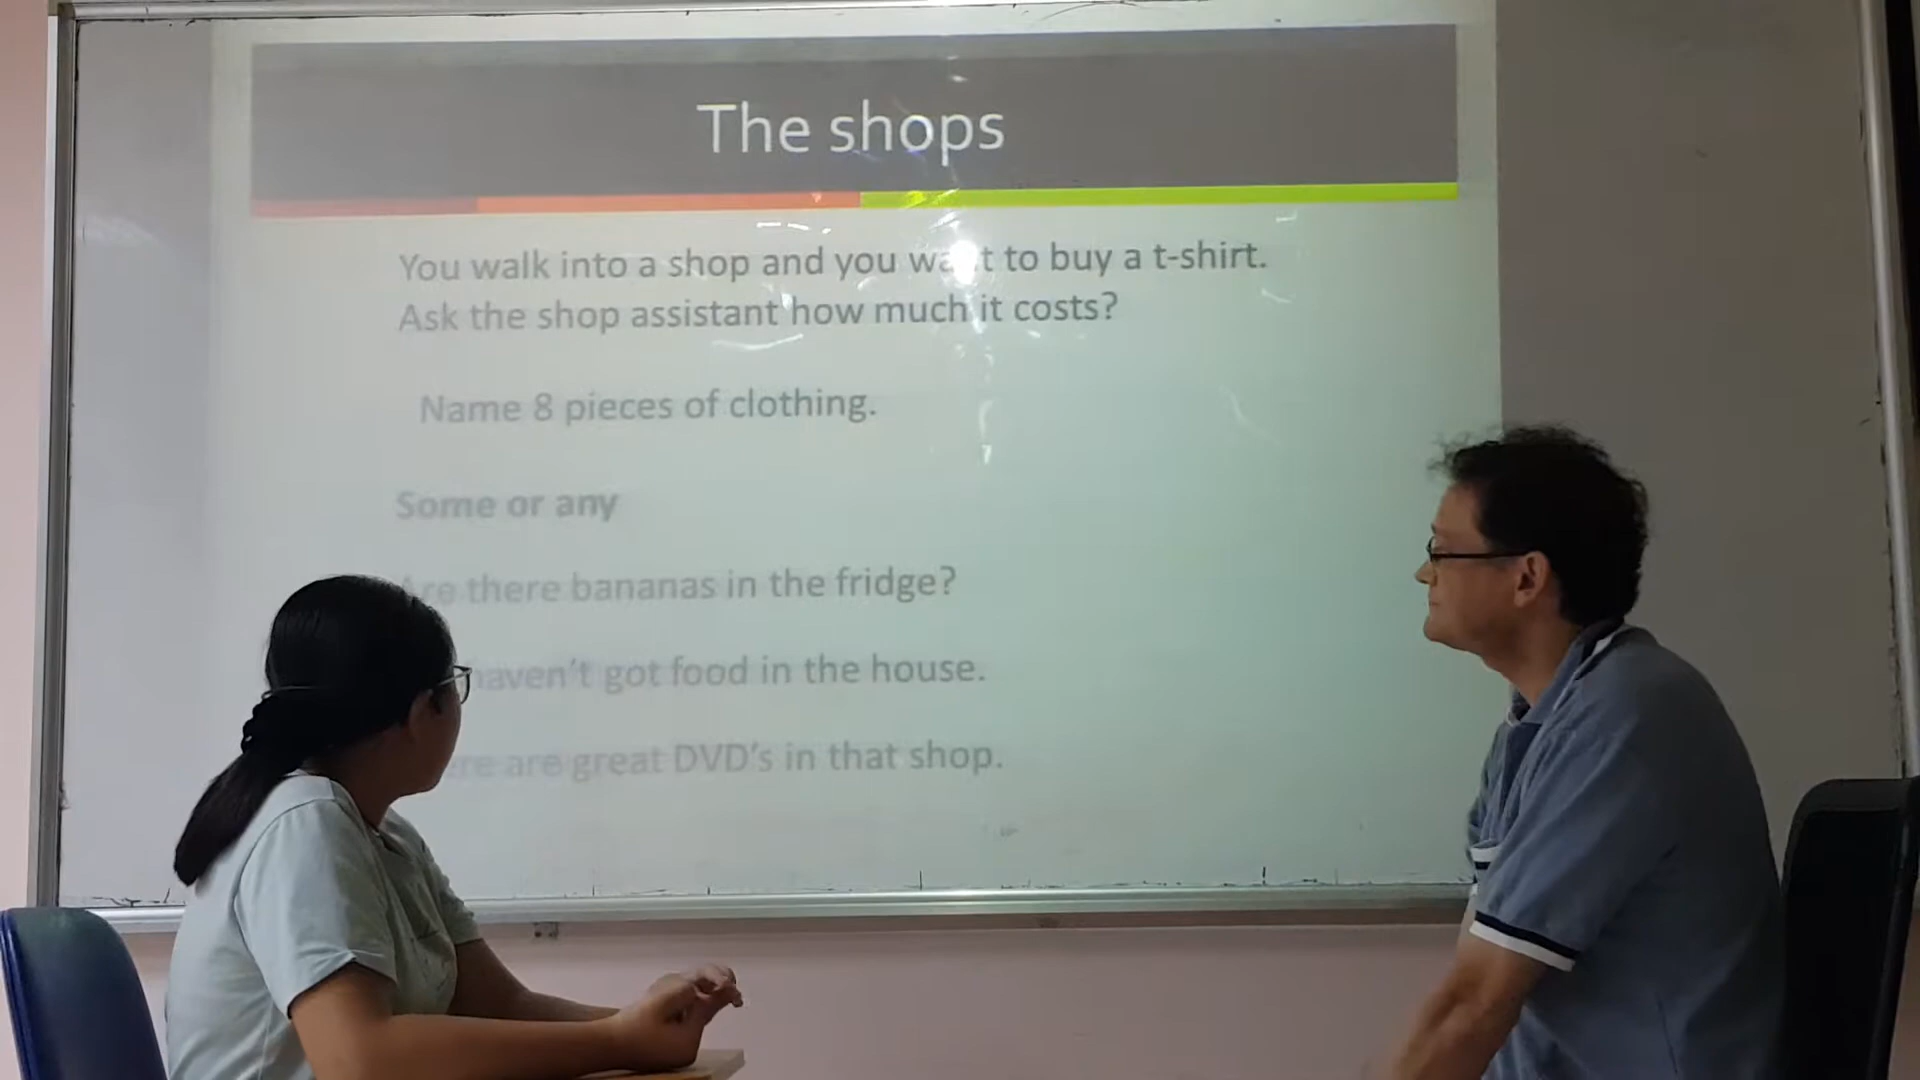 The shops
You walk into a shop and you want to buy a t-shirt.
Ask the shop assistant how much it costs?
Name 8 pieces of clothing.
Some or any
Are there bananas in the fridge?
haven't got food in the house.
are great DVD's in that shop.